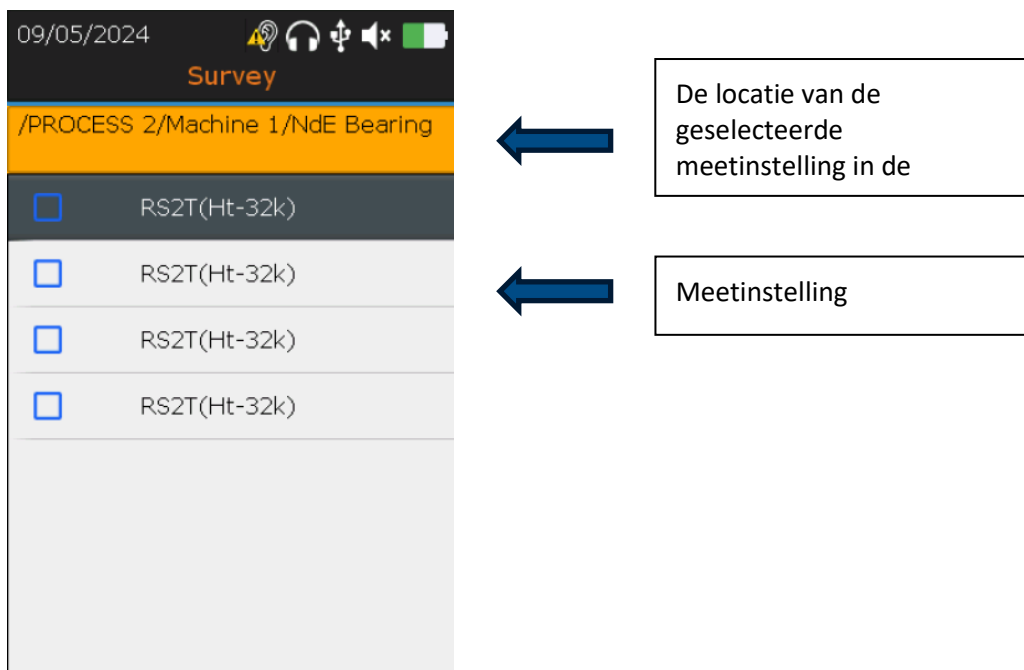 09/05/2024
Survey
/PROCESS 2/Machine 1/NdE Bearing
RS2T(Ht-32k)
RS2T(Ht-32k)
RS2T(Ht-32k)
RS2T(Ht-32k)
De locatie van de
geselecteerde
meetinstelling in de
Meetinstelling